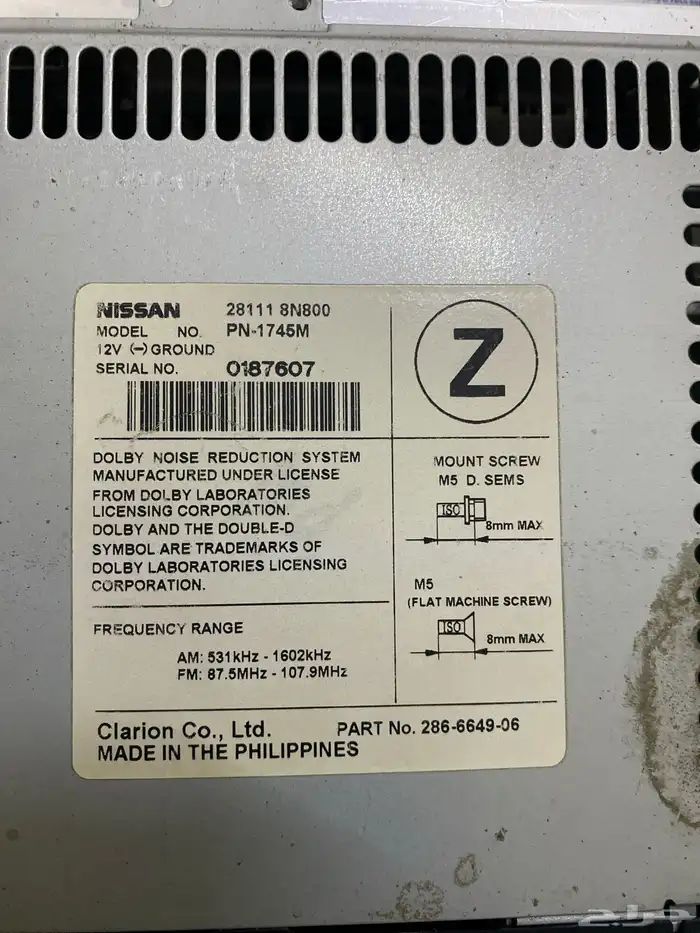 NISSAN 28111 8N800
MODEL NO. PN-1745M
12V (−) GROUND
SERIAL NO. 0187607
Z
DOLBY NOISE REDUCTION SYSTEM
MANUFACTURED UNDER LICENSE
FROM DOLBY LABORATORIES
LICENSING CORPORATION.
DOLBY AND THE DOUBLE-D
SYMBOL ARE TRADEMARKS OF
DOLBY LABORATORIES LICENSING
CORPORATION.
MOUNT SCREW
M5 D. SEMS
ISO
8mm MAX
M5
(FLAT MACHINE SCREW)
ISO
8mm MAX
FREQUENCY RANGE
AM: 531kHz - 1602kHz
FM: 87.5MHz - 107.9MHz
Clarion Co., Ltd. PART No. 286-6649-06
MADE IN THE PHILIPPINES
حراج